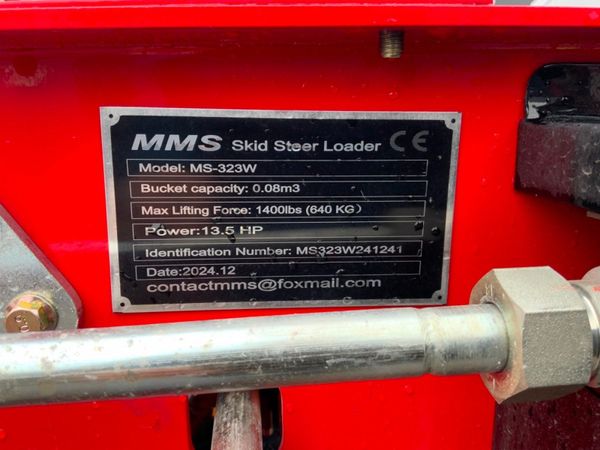 MMS Skid Steer Loader CE
Model: MS-323W
Bucket capacity: 0.08m3
Max Lifting Force: 1400lbs (640 KG)
Power:13.5 HP
Identification Number: MS323W241241
Date:2024.12
contactmms@foxmail.com